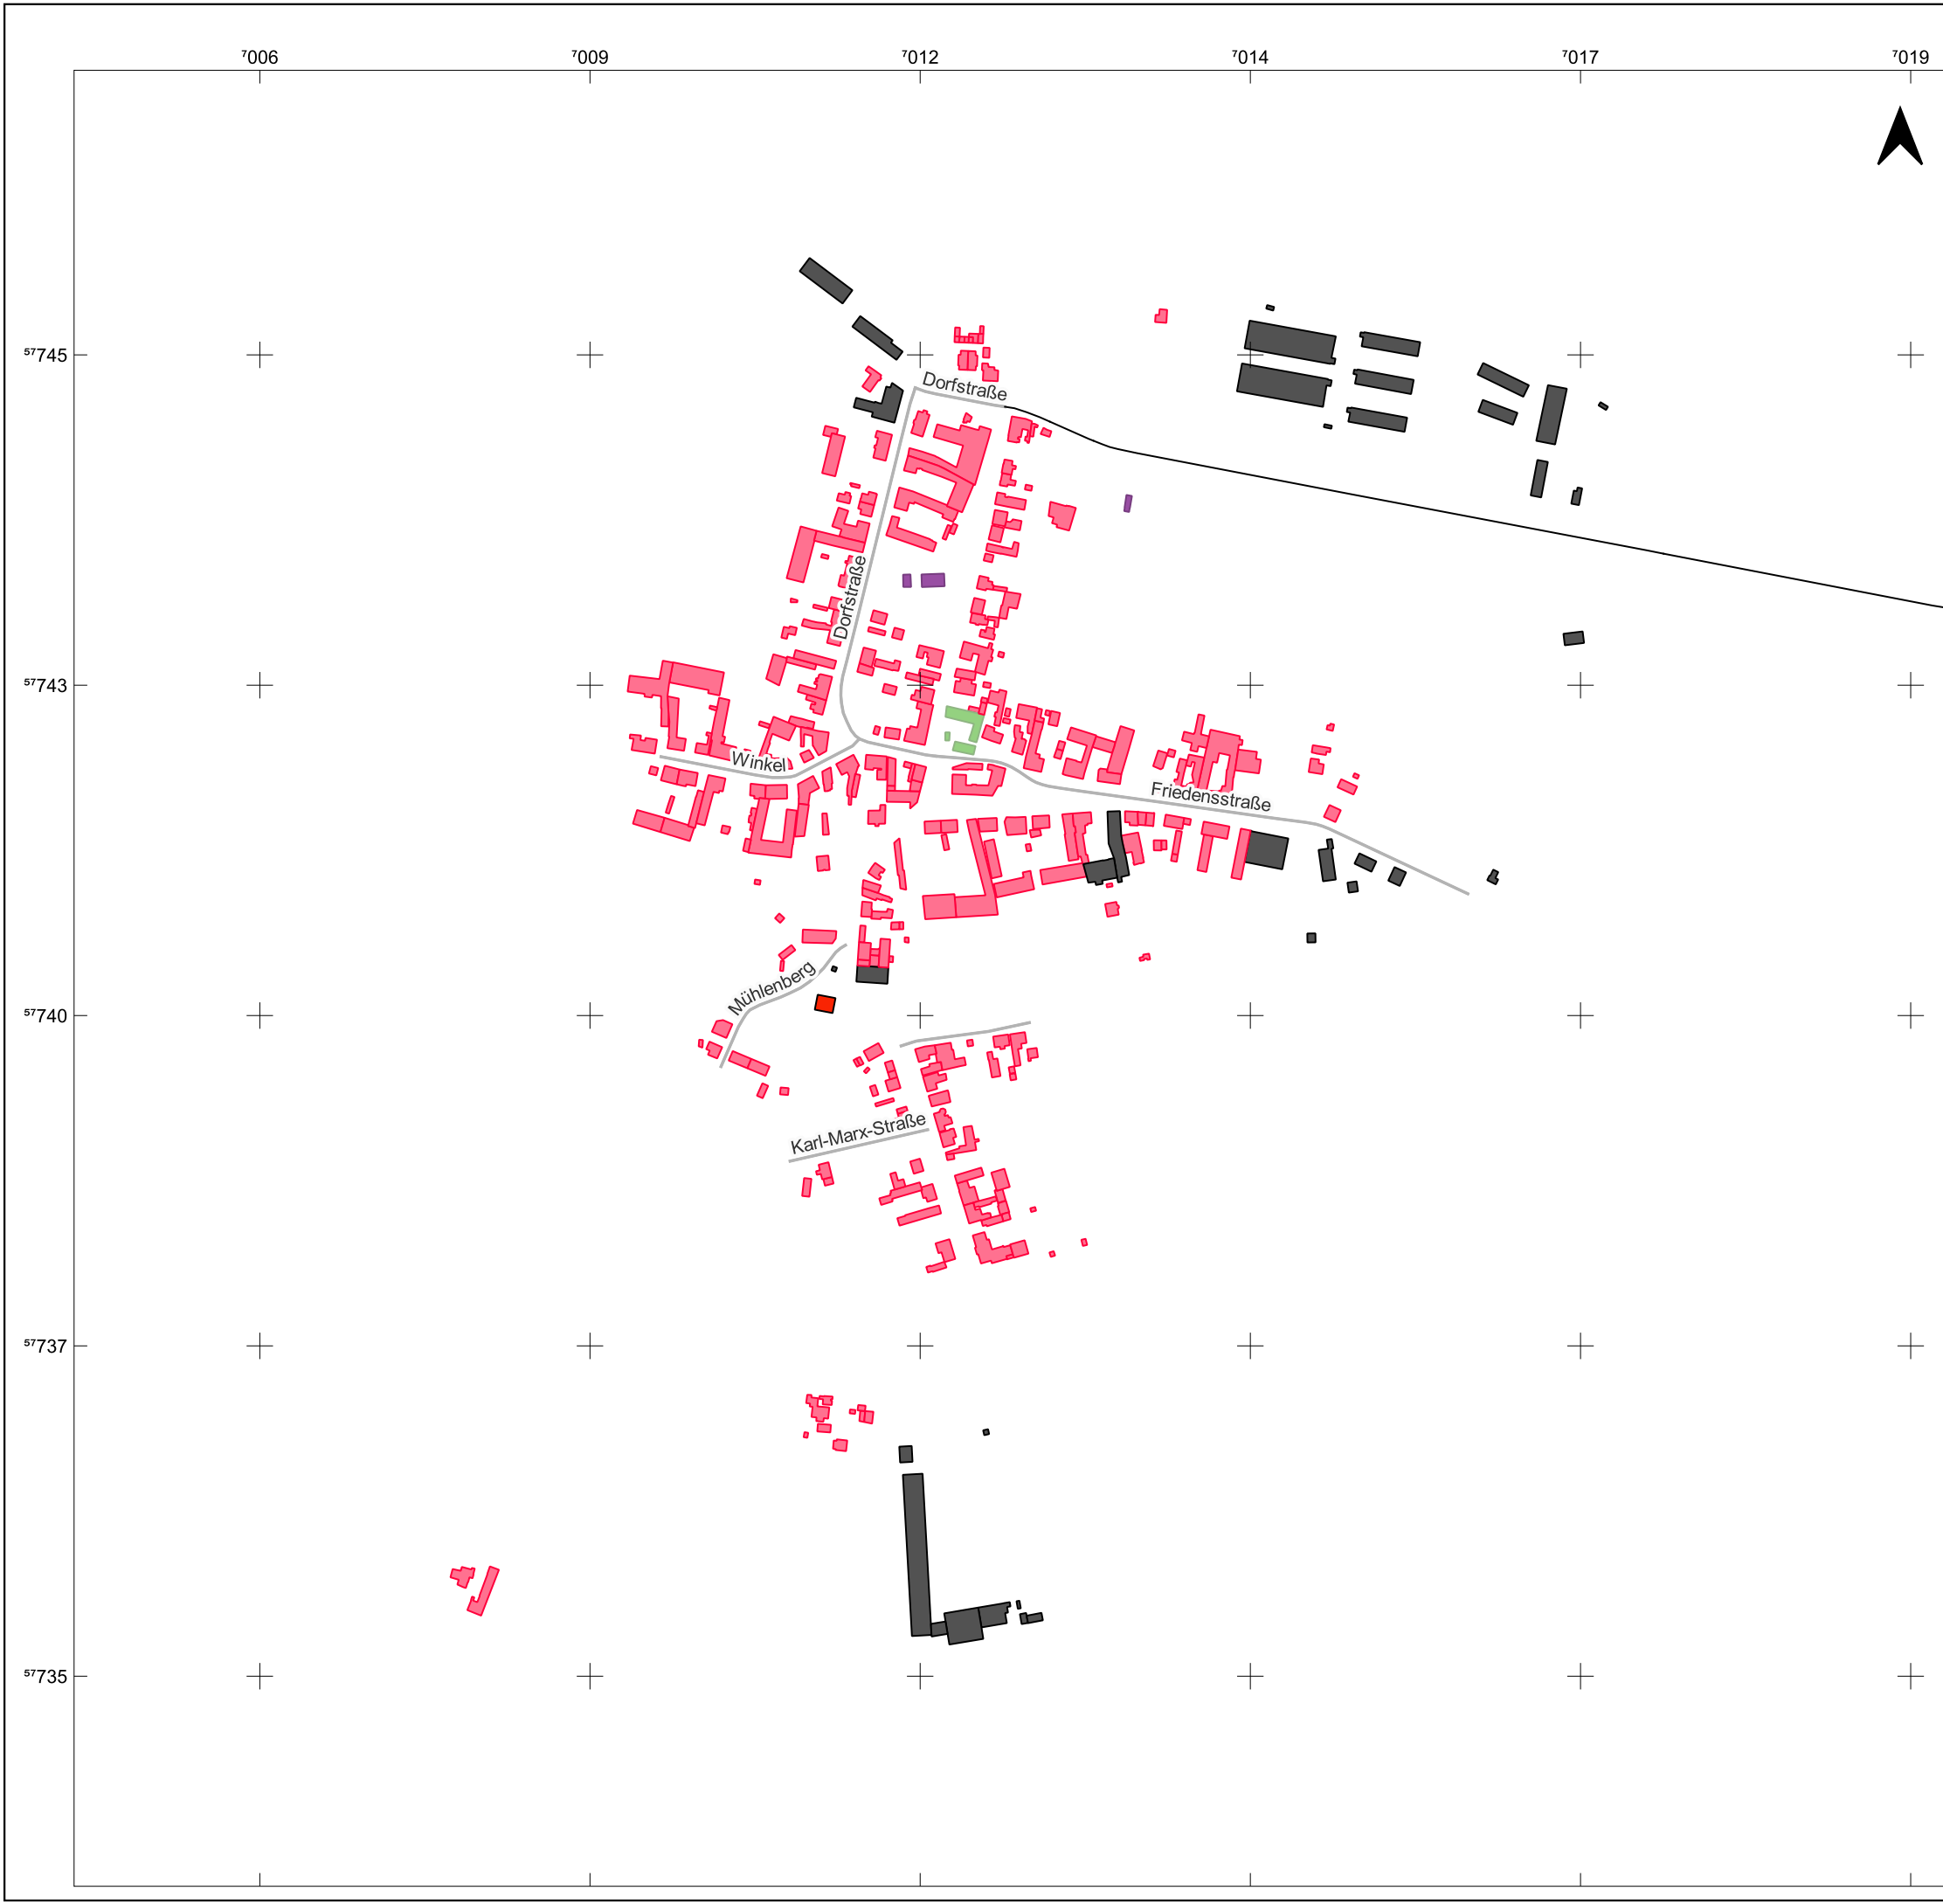 7006 7009 7012 7014 7017 7019
57745
Dorfstraße
Dorfstraße
57743
Winkel
Friedensstraße
Mühlenberg
57740
Karl-Marx-Straße
57737
57735